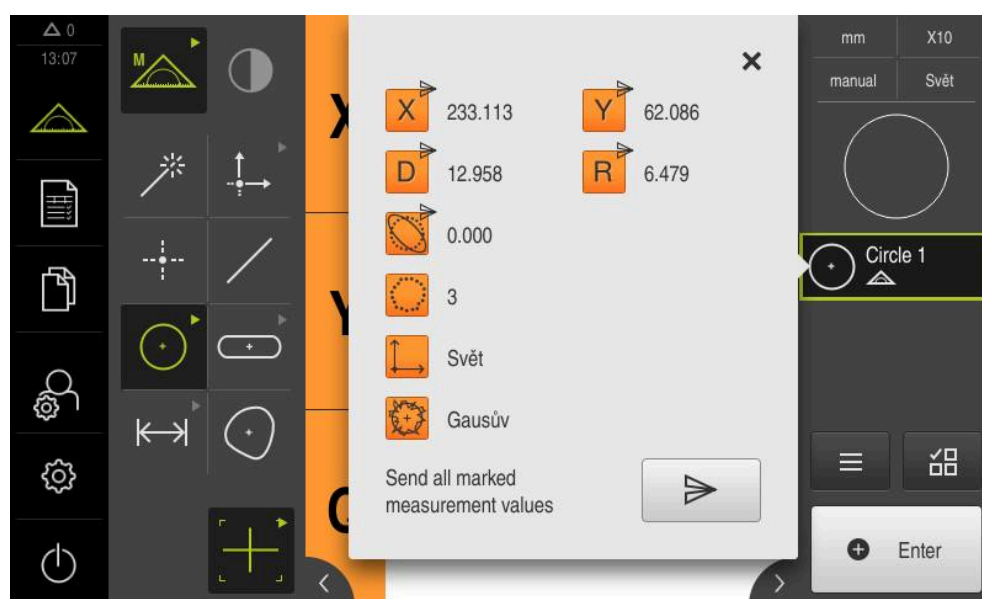 0
13:07
M
X
Y
X 233.113
Y 62.086
D 12.958
R 6.479
0.000
3
Svět
Gausův
Send all marked
measurement values
mm
X10
manual
Svět
Circle 1
Enter